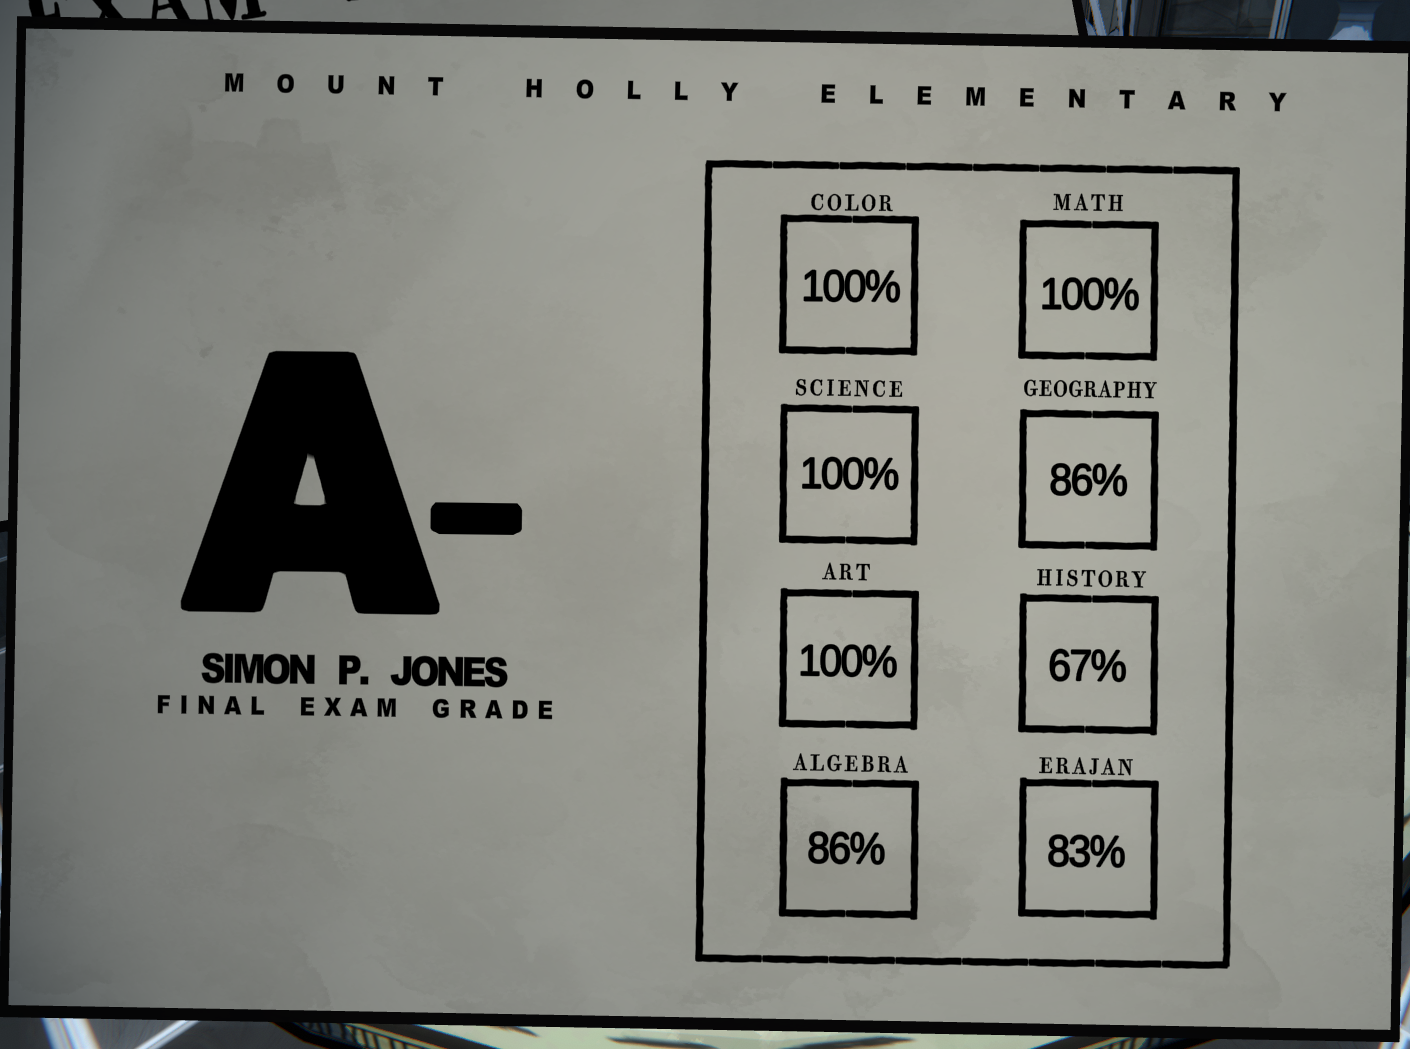 EXAM
MOUNT HOLLY ELEMENTARY
COLOR MATH
100% 100%
SCIENCE GEOGRAPHY
100% 86%
ART HISTORY
100% 67%
A-
SIMON P. JONES
FINAL EXAM GRADE
ALGEBRA ERAJAN
86% 83%